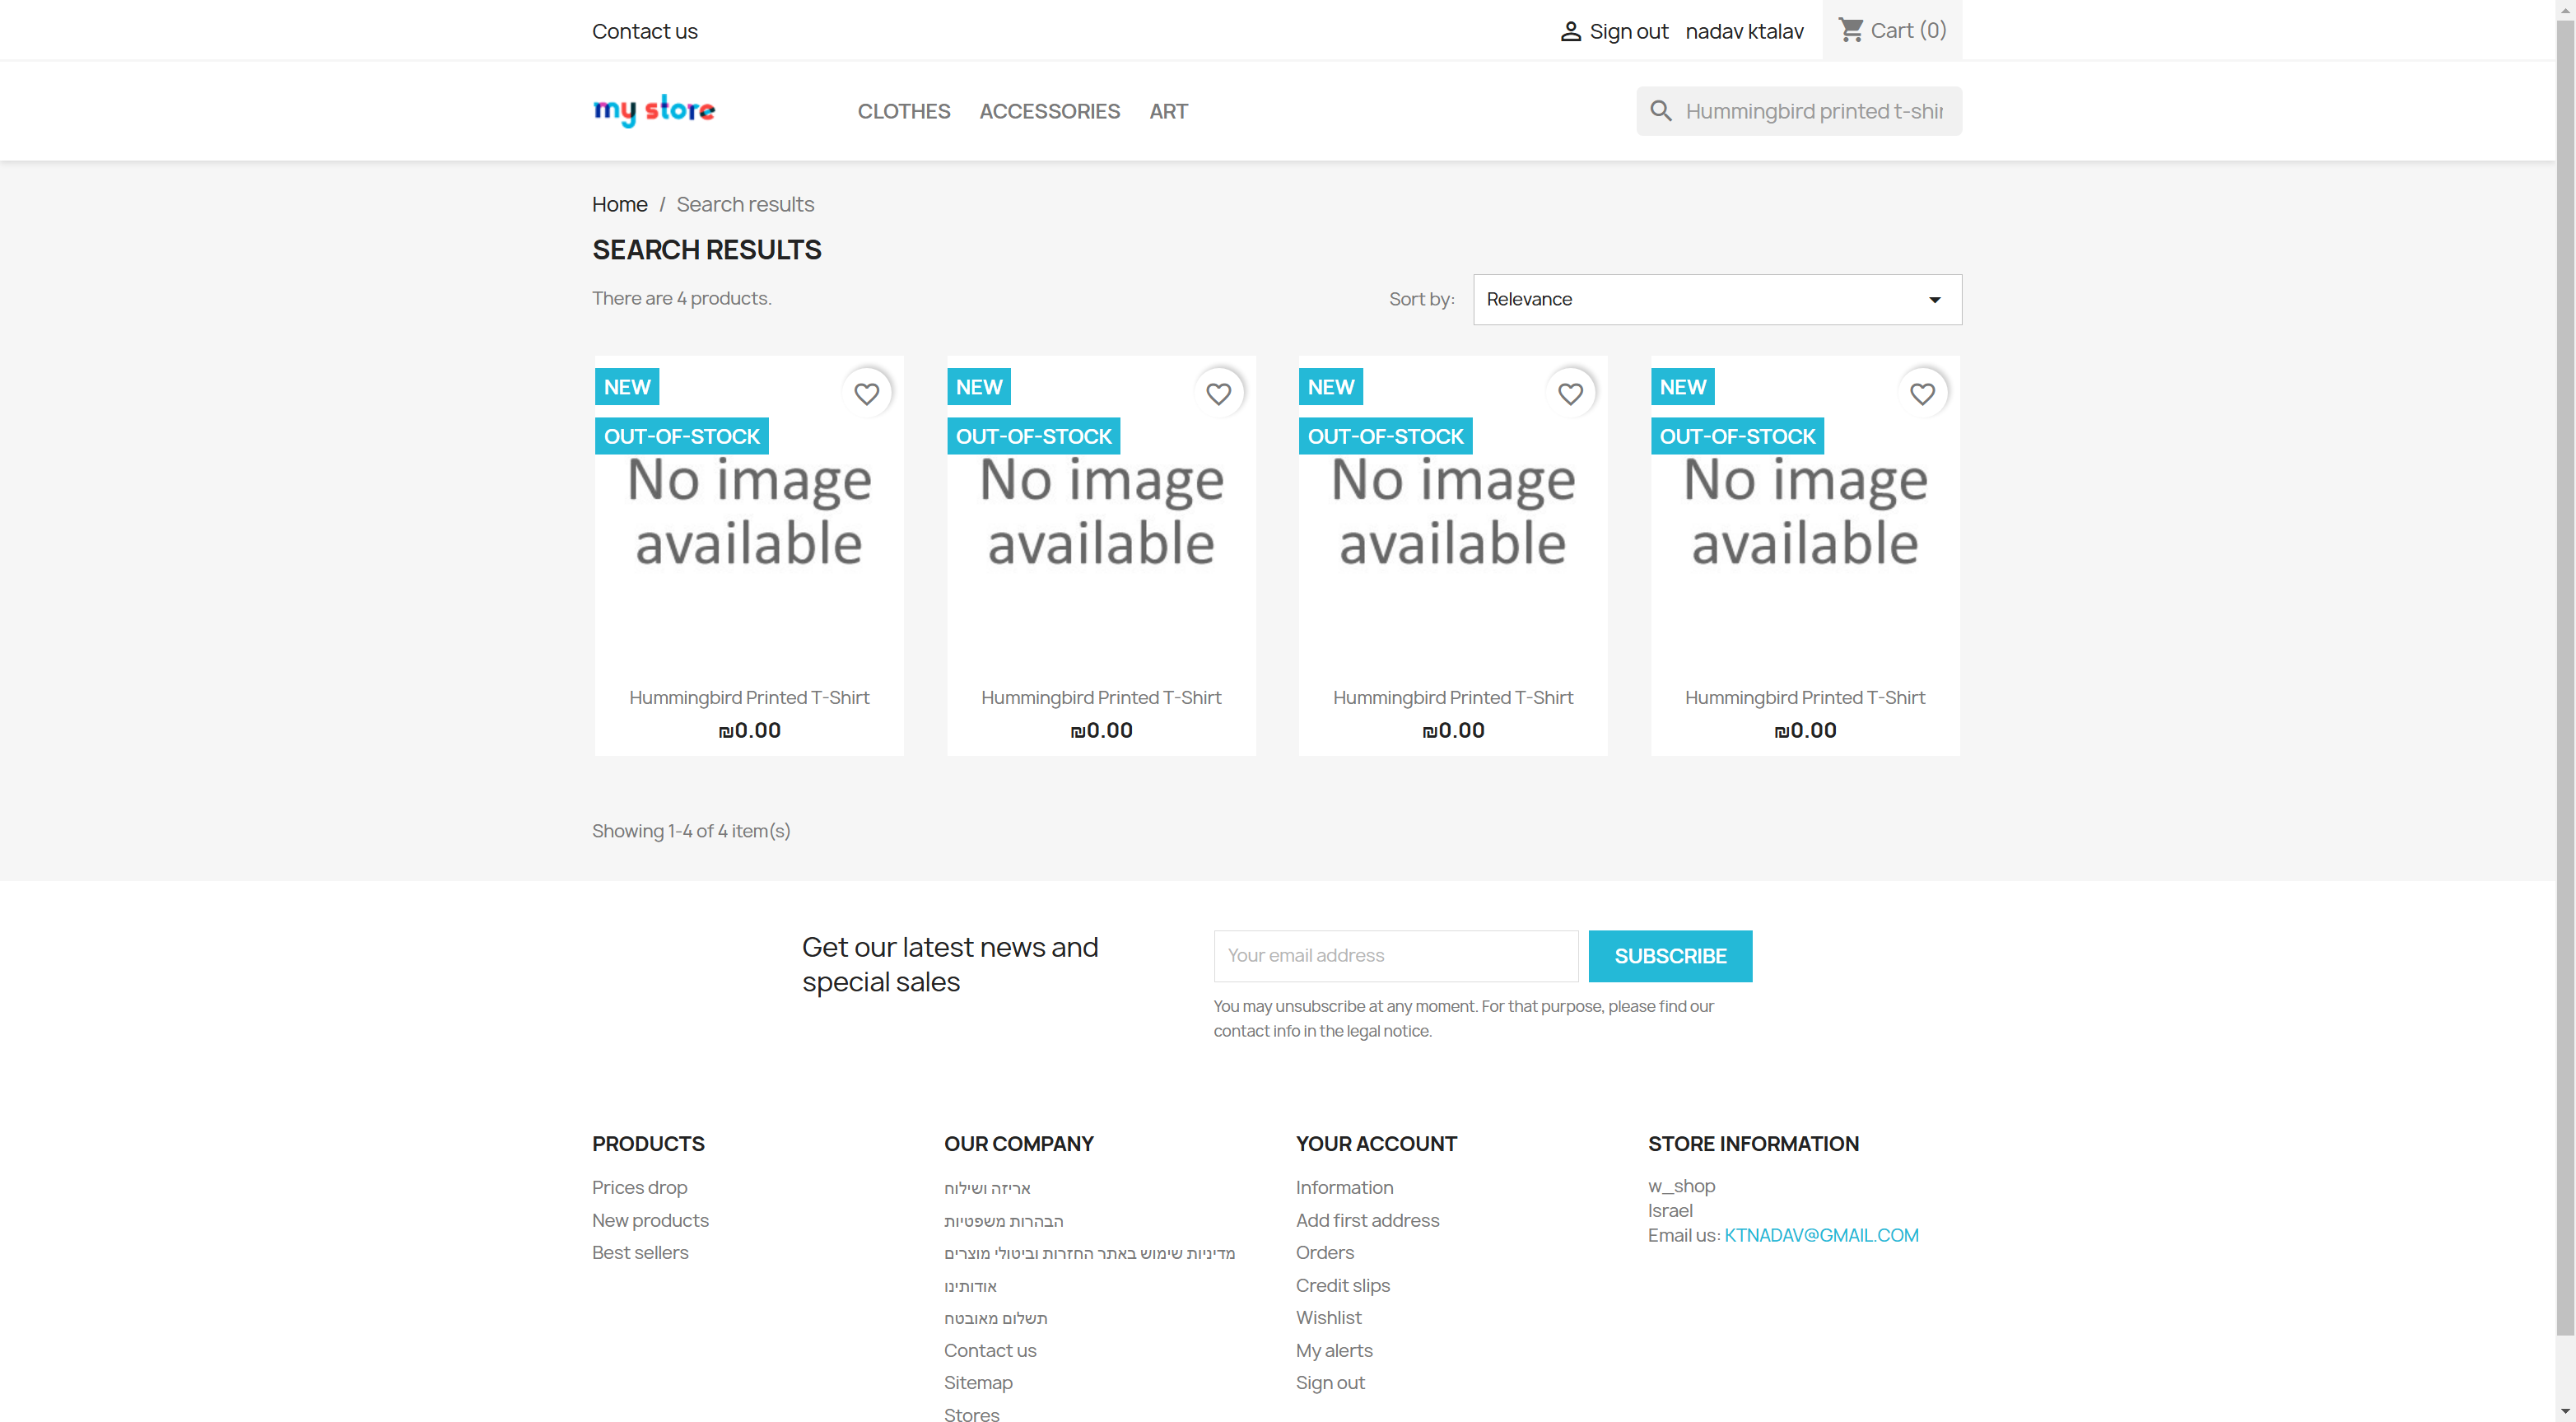 Contact us
Sign out nadav ktalav Cart (0)
my store
CLOTHES ACCESSORIES ART
Hummingbird printed t-shir
Home / Search results
SEARCH RESULTS
There are 4 products.
Sort by: Relevance
NEW
OUT-OF-STOCK
No image
available
Hummingbird Printed T-Shirt
₪0.00
NEW
OUT-OF-STOCK
No image
available
Hummingbird Printed T-Shirt
₪0.00
NEW
OUT-OF-STOCK
No image
available
Hummingbird Printed T-Shirt
₪0.00
NEW
OUT-OF-STOCK
No image
available
Hummingbird Printed T-Shirt
₪0.00
Showing 1-4 of 4 item(s)
Get our latest news and
special sales
Your email address
SUBSCRIBE
You may unsubscribe at any moment. For that purpose, please find our
contact info in the legal notice.
PRODUCTS
Prices drop
New products
Best sellers
OUR COMPANY
אריזה ושילוח
הבהרות משפטיות
מדיניות שימוש באתר החזרות וביטולי מוצרים
אודותינו
תשלום מאובטח
Contact us
Sitemap
Stores
YOUR ACCOUNT
Information
Add first address
Orders
Credit slips
Wishlist
My alerts
Sign out
STORE INFORMATION
w_shop
Israel
Email us: KTNADAV@GMAIL.COM